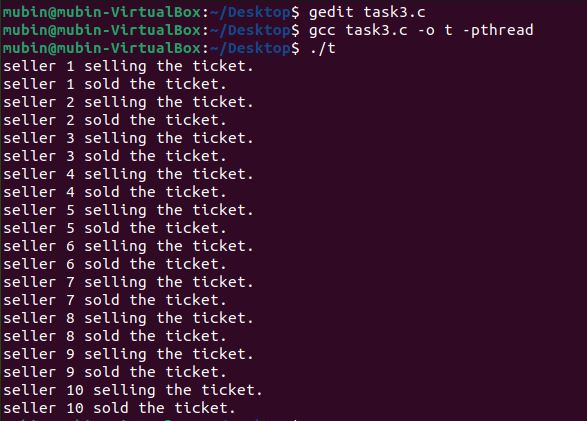 mubin@mubin-VirtualBox:~/Desktop$ gedit task3.c
mubin@mubin-VirtualBox:~/Desktop$ gcc task3.c -o t -pthread
mubin@mubin-VirtualBox:~/Desktop$ ./t
seller 1 selling the ticket.
seller 1 sold the ticket.
seller 2 selling the ticket.
seller 2 sold the ticket.
seller 3 selling the ticket.
seller 3 sold the ticket.
seller 4 selling the ticket.
seller 4 sold the ticket.
seller 5 selling the ticket.
seller 5 sold the ticket.
seller 6 selling the ticket.
seller 6 sold the ticket.
seller 7 selling the ticket.
seller 7 sold the ticket.
seller 8 selling the ticket.
seller 8 sold the ticket.
seller 9 selling the ticket.
seller 9 sold the ticket.
seller 10 selling the ticket.
seller 10 sold the ticket.